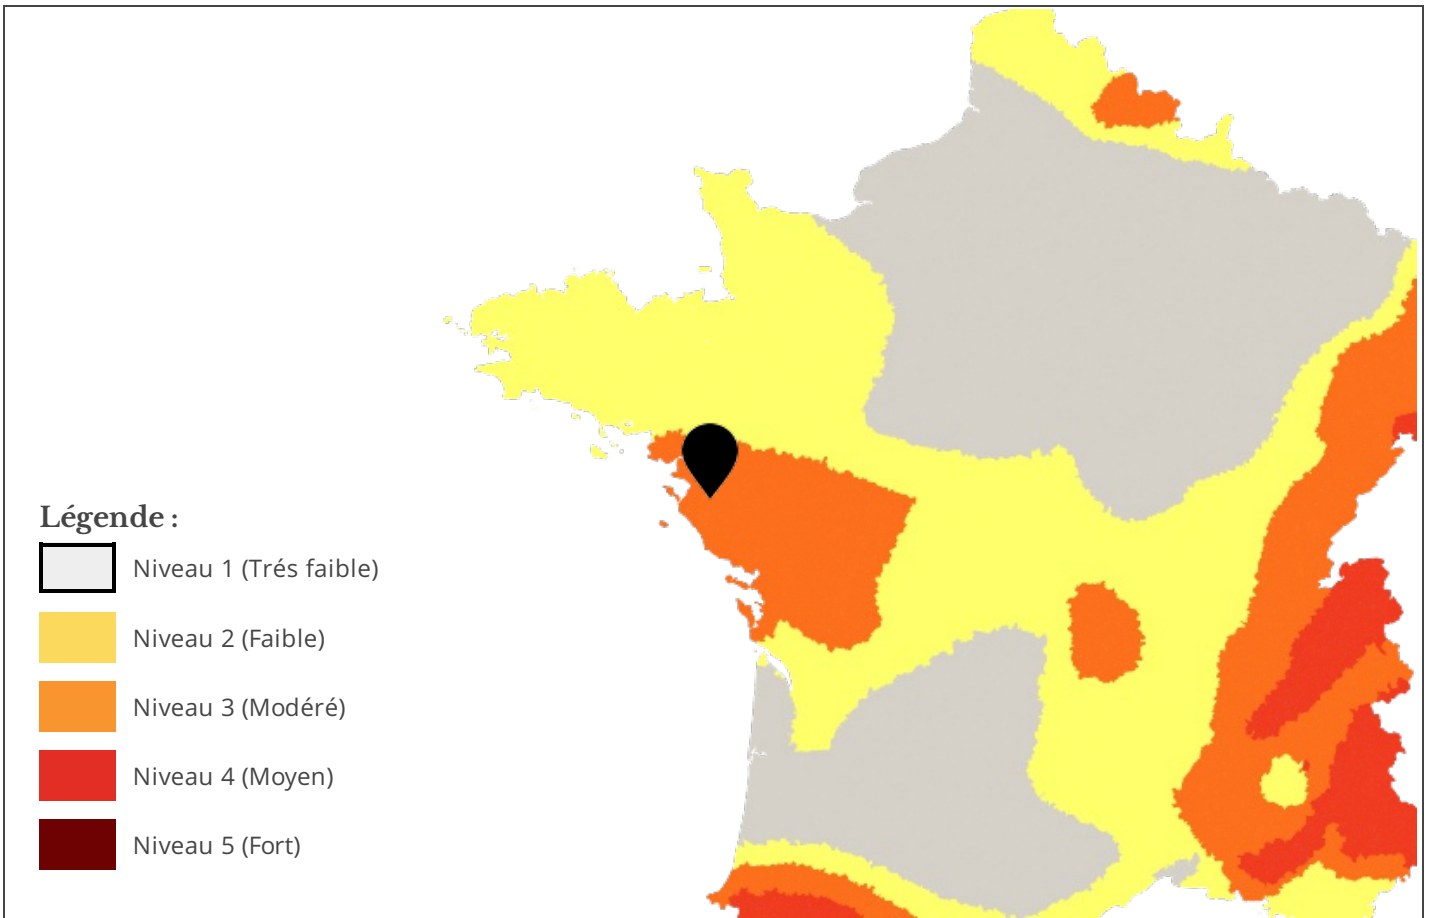 Légende :
Niveau 1 (Trés faible)
Niveau 2 (Faible)
Niveau 3 (Modéré)
Niveau 4 (Moyen)
Niveau 5 (Fort)